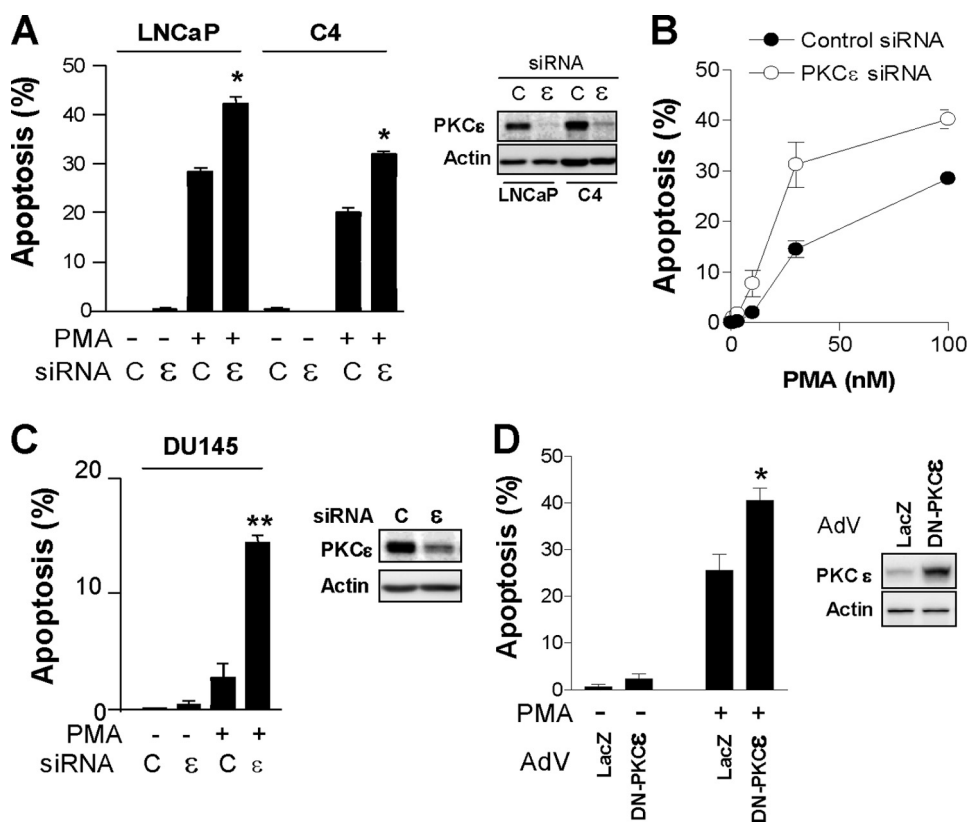 A
LNCaP C4
Apoptosis (%)
50
40
30
20
10
0
* *
PMA - - + + - - + +
siRNA C ε C ε C ε C ε
siRNA
C ε C ε
PKCε
Actin
LNCaP C4
B
Control siRNA
PKCε siRNA
Apoptosis (%)
50
40
30
20
10
0
0 50 100
PMA (nM)
C
DU145
Apoptosis (%)
20
10
0
**
PMA - - + +
siRNA C ε C ε
siRNA C ε
PKCε
Actin
D
Apoptosis (%)
50
40
30
20
10
0
*
PMA - - + +
AdV LacZ DN-PKCε LacZ DN-PKCε
AdV LacZ DN-PKCε
PKC ε
Actin